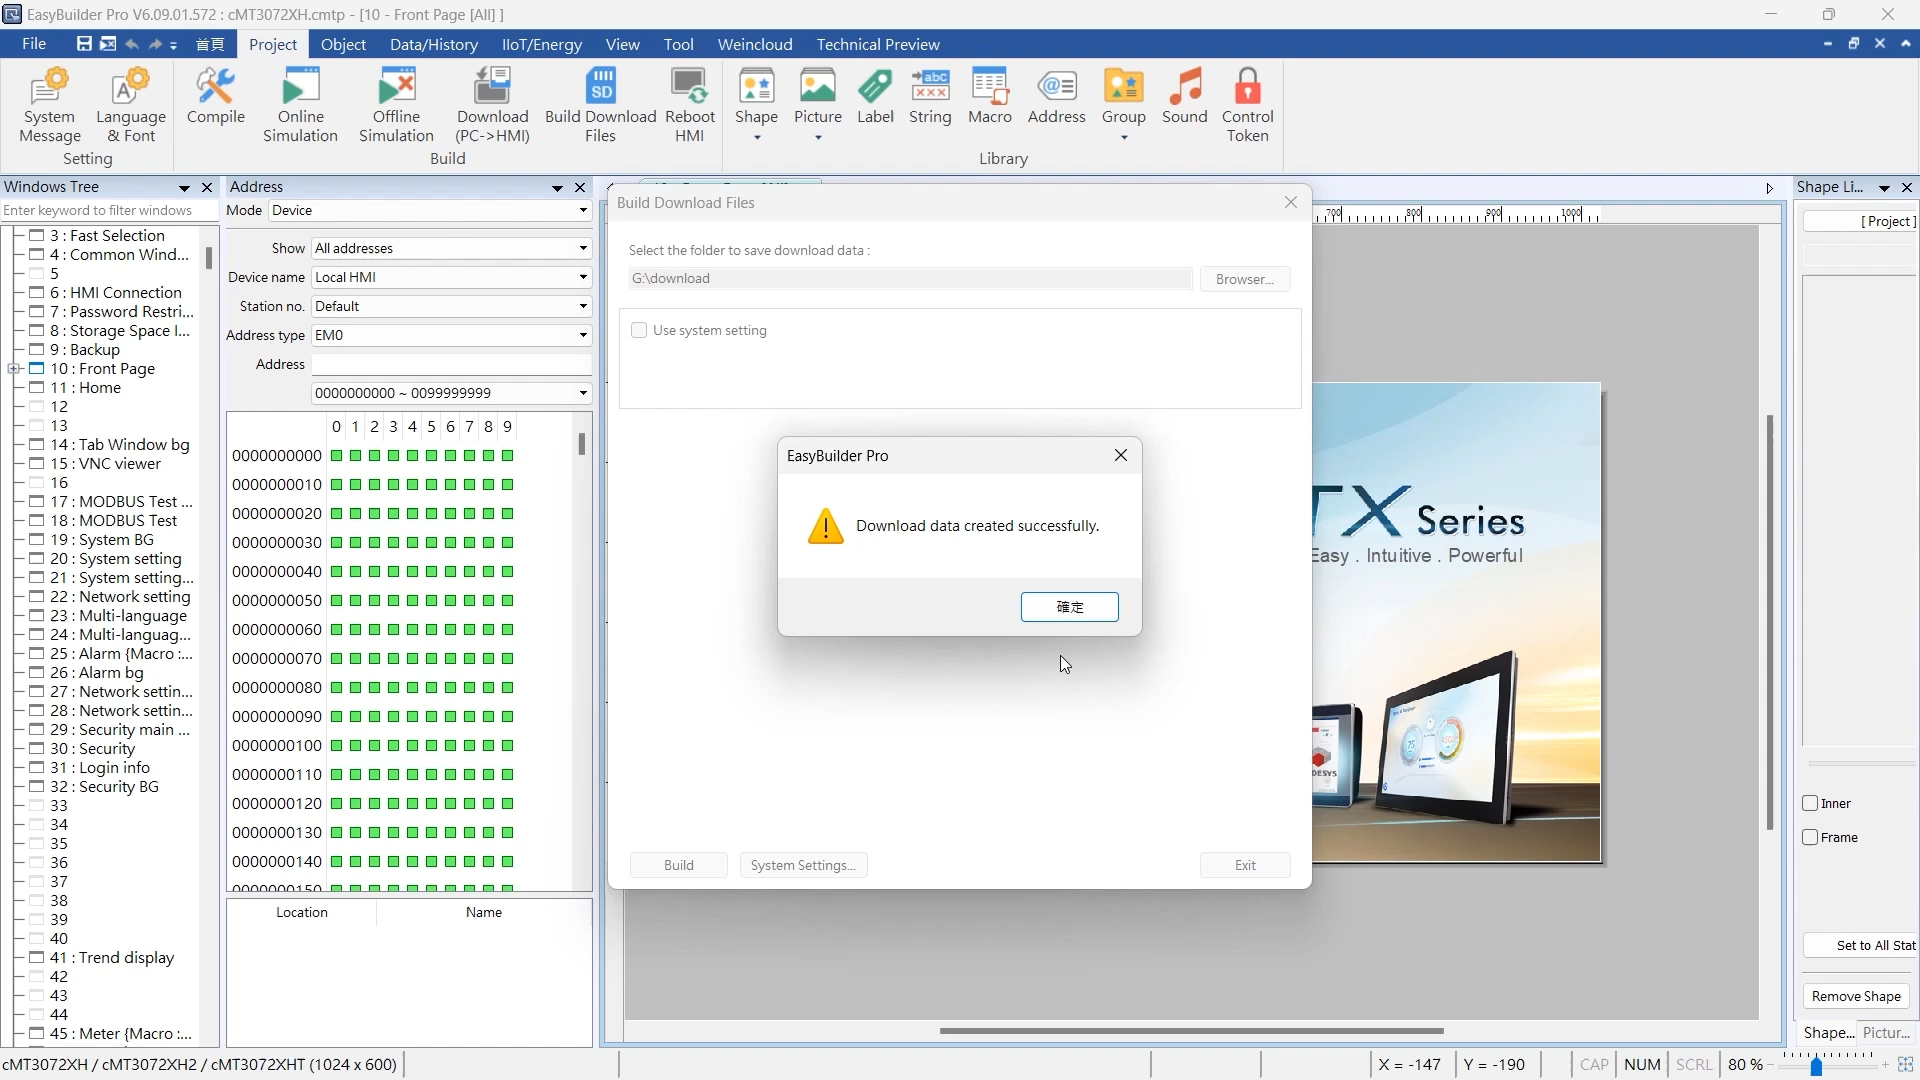 EasyBuilder Pro V6.09.01.572 : cMT3072XH.cmtp - [10 - Front Page [All] ]
File
首頁
Project
Object
Data/History
IIoT/Energy
View
Tool
Weincloud
Technical Preview
System
Message
Language
& Font
Setting
Compile
Online
Simulation
Offline
Simulation
Download
(PC->HMI)
Build Download
Files
Reboot
HMI
Build
Shape
Picture
Label
String
Macro
Address
Group
Sound
Control
Token
Library
Windows Tree
Enter keyword to filter windows
3 : Fast Selection
4 : Common Wind...
5
6 : HMI Connection
7 : Password Restri...
8 : Storage Space I...
9 : Backup
10 : Front Page
11 : Home
12
13
14 : Tab Window bg
15 : VNC viewer
16
17 : MODBUS Test ...
18 : MODBUS Test
19 : System BG
20 : System setting
21 : System setting...
22 : Network setting
23 : Multi-language
24 : Multi-languag...
25 : Alarm {Macro :...
26 : Alarm bg
27 : Network settin...
28 : Network settin...
29 : Security main ...
30 : Security
31 : Login info
32 : Security BG
33
34
35
36
37
38
39
40
41 : Trend display
42
43
44
45 : Meter {Macro :...
Address
Mode Device
Show All addresses
Device name Local HMI
Station no. Default
Address type EM0
Address
0000000000 ~ 0099999999
0 1 2 3 4 5 6 7 8 9
0000000000
0000000010
0000000020
0000000030
0000000040
0000000050
0000000060
0000000070
0000000080
0000000090
0000000100
0000000110
0000000120
0000000130
0000000140
0000000150
Location Name
Build Download Files
Select the folder to save download data :
G:\download
Browser...
Use system setting
EasyBuilder Pro
Download data created successfully.
確定
Build
System Settings...
Exit
700 800 900 1000
TX Series
Easy . Intuitive . Powerful
Shape Li...
[ Project ]
Inner
Frame
Set to All Stat
Remove Shape
Shape... Pictur...
cMT3072XH / cMT3072XH2 / cMT3072XHT (1024 x 600)
X = -147
Y = -190
CAP
NUM
SCRL
80 %